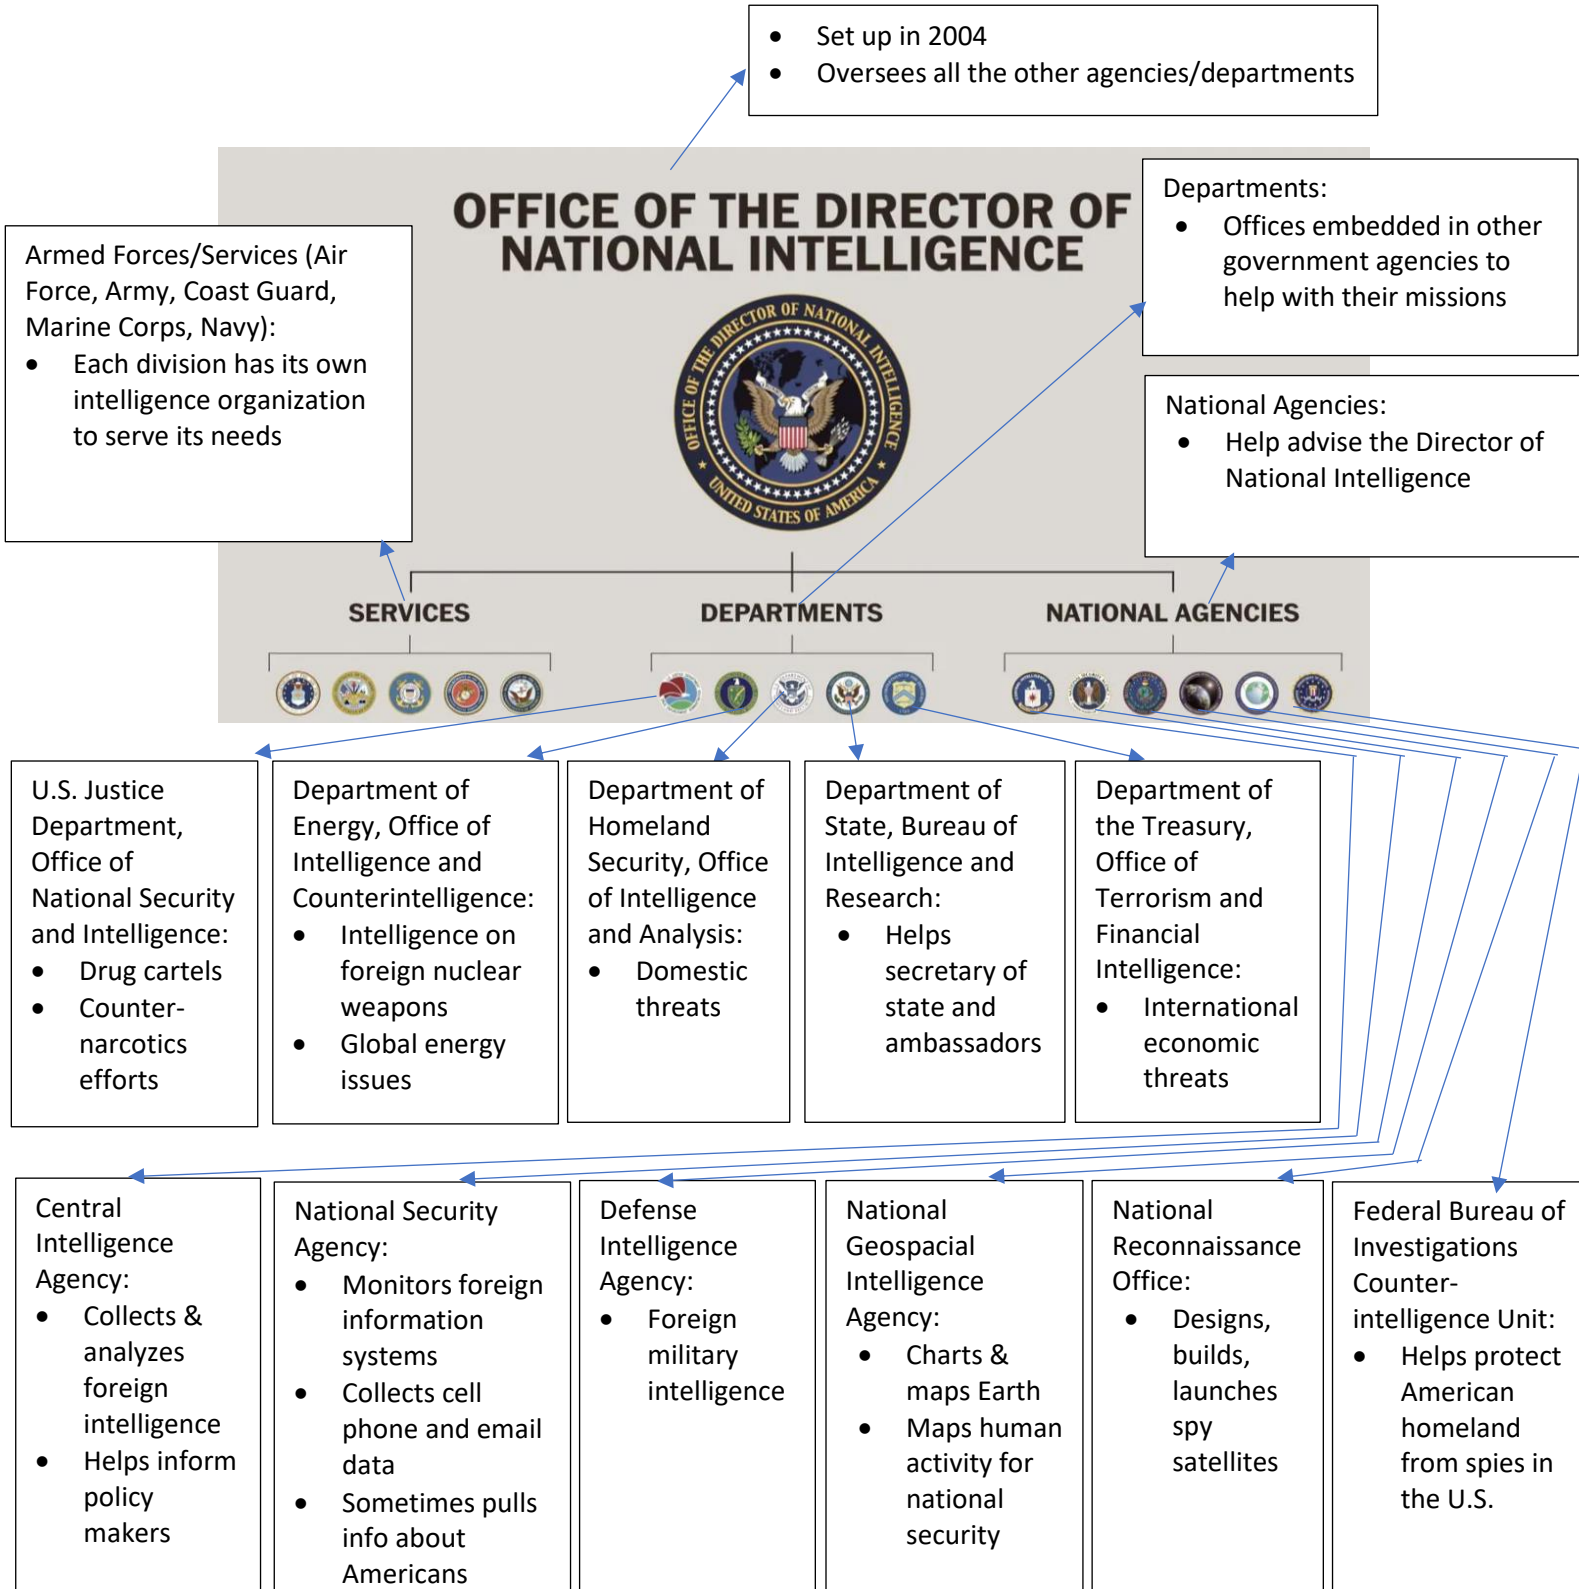 • Set up in 2004
• Oversees all the other agencies/departments
OFFICE OF THE DIRECTOR OF
NATIONAL INTELLIGENCE
Departments:
• Offices embedded in other
government agencies to
help with their missions
Armed Forces/Services (Air
Force, Army, Coast Guard,
Marine Corps, Navy):
• Each division has its own
intelligence organization
to serve its needs
National Agencies:
• Help advise the Director of
National Intelligence
OFFICE OF THE DIRECTOR OF NATIONAL INTELLIGENCE
UNITED STATES OF AMERICA
SERVICES
DEPARTMENTS
NATIONAL AGENCIES
U.S. Justice
Department,
Office of
National Security
and Intelligence:
• Drug cartels
• Counter-
narcotics
efforts
Department of
Energy, Office of
Intelligence and
Counterintelligence:
• Intelligence on
foreign nuclear
weapons
• Global energy
issues
Department of
Homeland
Security, Office
of Intelligence
and Analysis:
• Domestic
threats
Department of
State, Bureau of
Intelligence and
Research:
• Helps
secretary of
state and
ambassadors
Department of
the Treasury,
Office of
Terrorism and
Financial
Intelligence:
• International
economic
threats
Central
Intelligence
Agency:
• Collects &
analyzes
foreign
intelligence
• Helps inform
policy
makers
National Security
Agency:
• Monitors foreign
information
systems
• Collects cell
phone and email
data
• Sometimes pulls
info about
Americans
Defense
Intelligence
Agency:
• Foreign
military
intelligence
National
Geospacial
Intelligence
Agency:
• Charts &
maps Earth
• Maps human
activity for
national
security
National
Reconnaissance
Office:
• Designs,
builds,
launches
spy
satellites
Federal Bureau of
Investigations
Counter-
intelligence Unit:
• Helps protect
American
homeland
from spies in
the U.S.